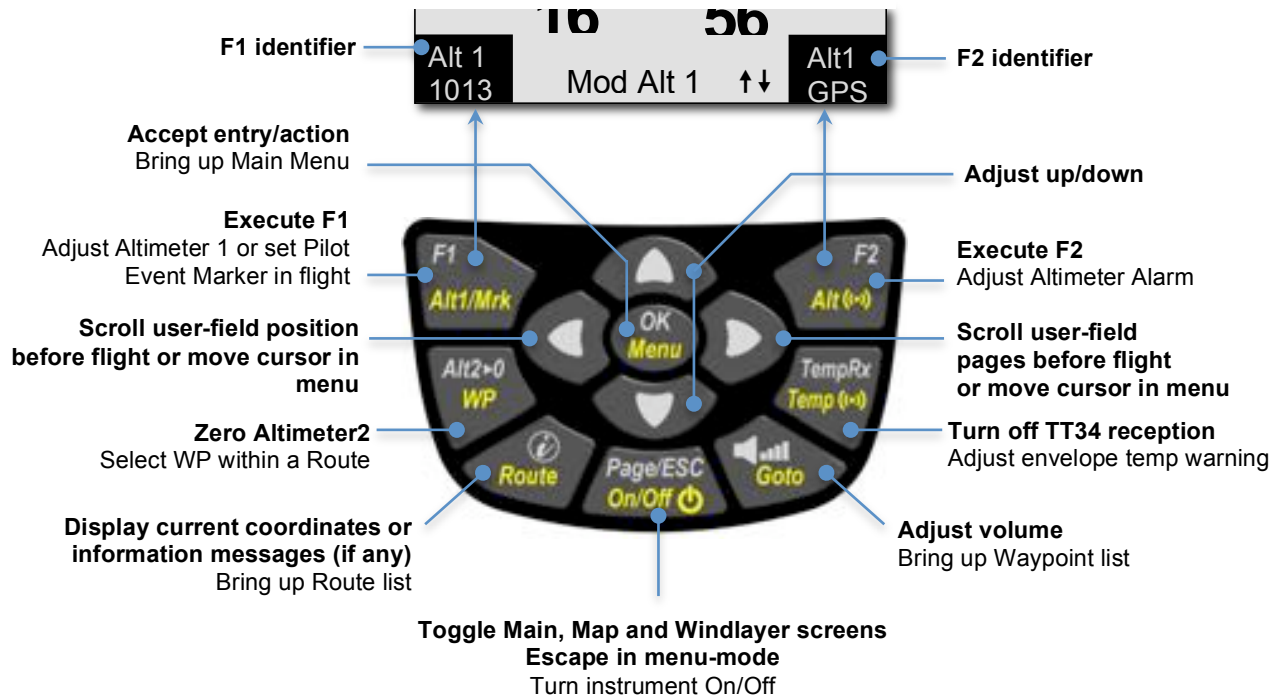 16 56
F1 identifier
Alt 1
1013
Mod Alt 1 ↑↓
Alt1
GPS
F2 identifier
Accept entry/action
Bring up Main Menu
Adjust up/down
Execute F1
Adjust Altimeter 1 or set Pilot
Event Marker in flight
F1
Alt1/Mrk
F2
Alt ((·))
Execute F2
Adjust Altimeter Alarm
Scroll user-field position
before flight or move cursor in
menu
OK
Menu
Scroll user-field
pages before flight
or move cursor in menu
Alt2▸0
WP
TempRx
Temp ((·))
Zero Altimeter2
Select WP within a Route
Turn off TT34 reception
Adjust envelope temp warning
i
Route
Page/ESC
On/Off
Goto
Display current coordinates or
information messages (if any)
Bring up Route list
Adjust volume
Bring up Waypoint list
Toggle Main, Map and Windlayer screens
Escape in menu-mode
Turn instrument On/Off